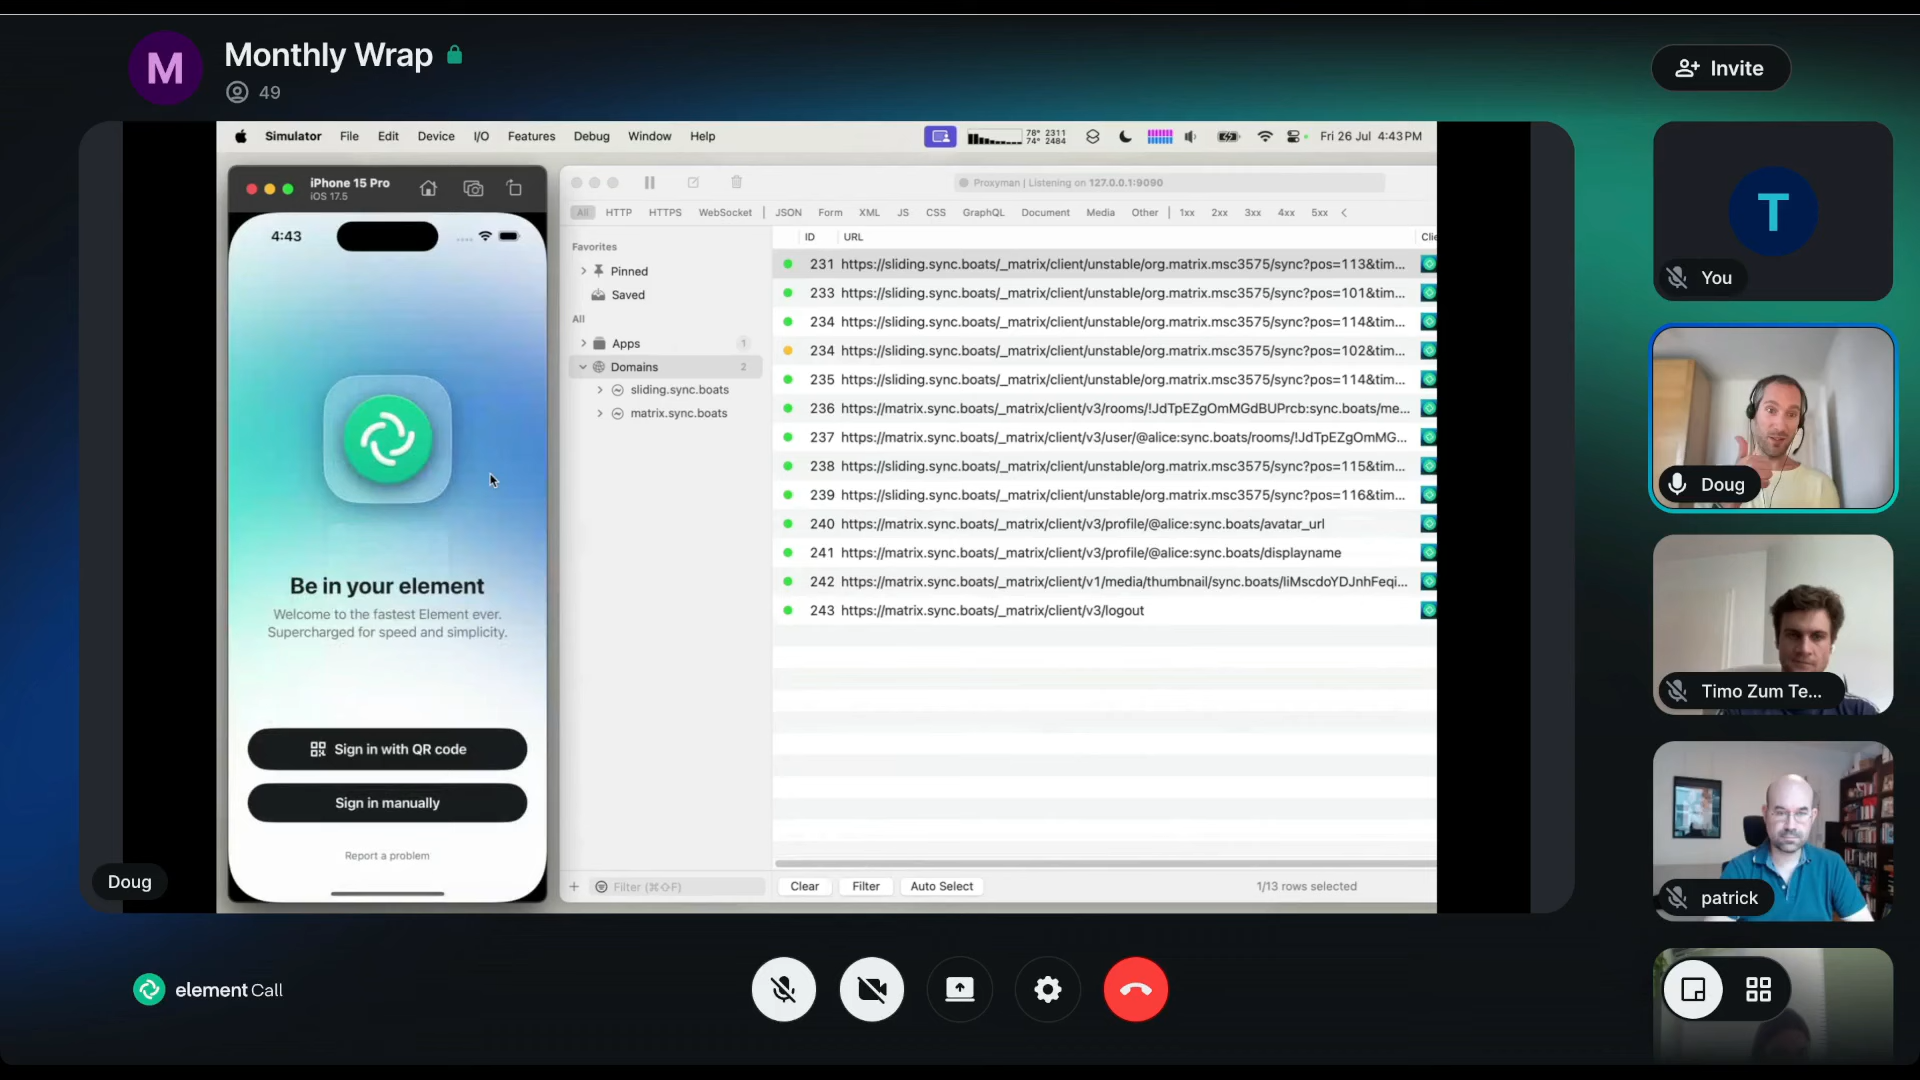 M
Monthly Wrap
49
Invite
Simulator File Edit Device I/O Features Debug Window Help
78° 2311
74° 2484
Fri 26 Jul 4:43 PM
iPhone 15 Pro
iOS 17.5
Proxyman | Listening on 127.0.0.1:9090
All HTTP HTTPS WebSocket JSON Form XML JS CSS GraphQL Document Media Other 1xx 2xx 3xx 4xx 5xx
4:43
Favorites
Pinned
Saved
All
Apps 1
Domains 2
sliding.sync.boats
matrix.sync.boats
ID URL Clie
231 https://sliding.sync.boats/_matrix/client/unstable/org.matrix.msc3575/sync?pos=113&tim...
233 https://sliding.sync.boats/_matrix/client/unstable/org.matrix.msc3575/sync?pos=101&tim...
234 https://sliding.sync.boats/_matrix/client/unstable/org.matrix.msc3575/sync?pos=114&tim...
234 https://sliding.sync.boats/_matrix/client/unstable/org.matrix.msc3575/sync?pos=102&tim...
235 https://sliding.sync.boats/_matrix/client/unstable/org.matrix.msc3575/sync?pos=114&tim...
236 https://matrix.sync.boats/_matrix/client/v3/rooms/!JdTpEZgOmMGdBUPrcb:sync.boats/me...
237 https://matrix.sync.boats/_matrix/client/v3/user/@alice:sync.boats/rooms/!JdTpEZgOmMG...
238 https://sliding.sync.boats/_matrix/client/unstable/org.matrix.msc3575/sync?pos=115&tim...
239 https://sliding.sync.boats/_matrix/client/unstable/org.matrix.msc3575/sync?pos=116&tim...
240 https://matrix.sync.boats/_matrix/client/v3/profile/@alice:sync.boats/avatar_url
241 https://matrix.sync.boats/_matrix/client/v3/profile/@alice:sync.boats/displayname
242 https://matrix.sync.boats/_matrix/client/v1/media/thumbnail/sync.boats/liMscdoYDJnhFeqi...
243 https://matrix.sync.boats/_matrix/client/v3/logout
Be in your element
Welcome to the fastest Element ever.
Supercharged for speed and simplicity.
Sign in with QR code
Sign in manually
Report a problem
Filter (⌘⇧F)
Clear Filter Auto Select 1/13 rows selected
Doug
T
You
Doug
Timo Zum Te...
patrick
element Call